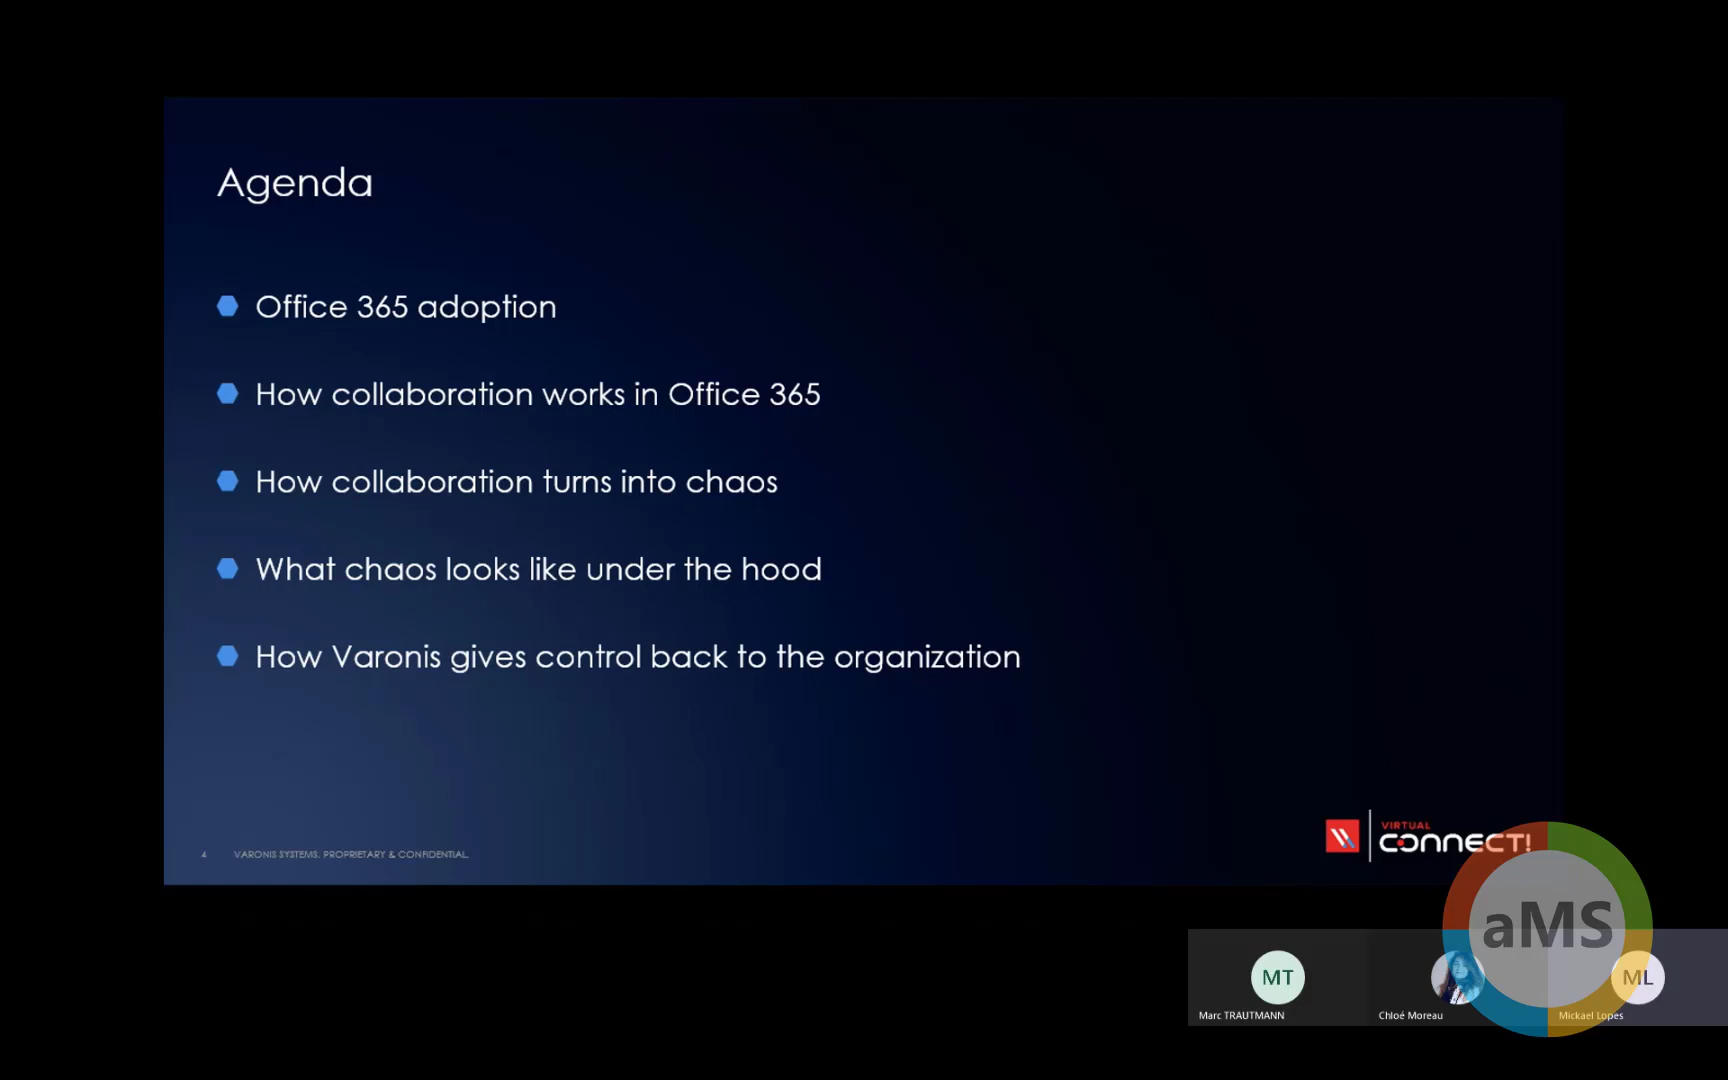 Agenda
Office 365 adoption
How collaboration works in Office 365
How collaboration turns into chaos
What chaos looks like under the hood
How Varonis gives control back to the organization
4 VARONIS SYSTEMS. PROPRIETARY & CONFIDENTIAL.
VIRTUAL
CONNECT!
aMS
MT
ML
Marc TRAUTMANN
Chloé Moreau
Mickael Lopes